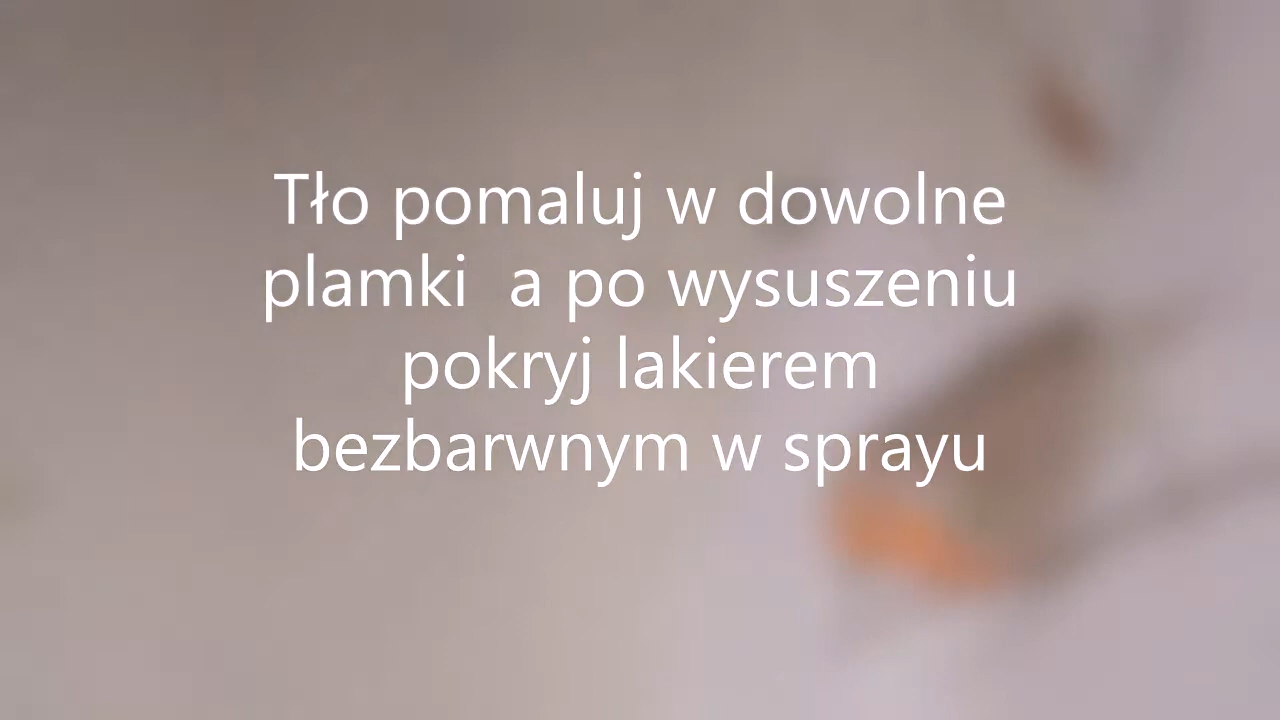 Tło pomaluj w dowolne
plamki  a po wysuszeniu
pokryj lakierem
bezbarwnym w sprayu